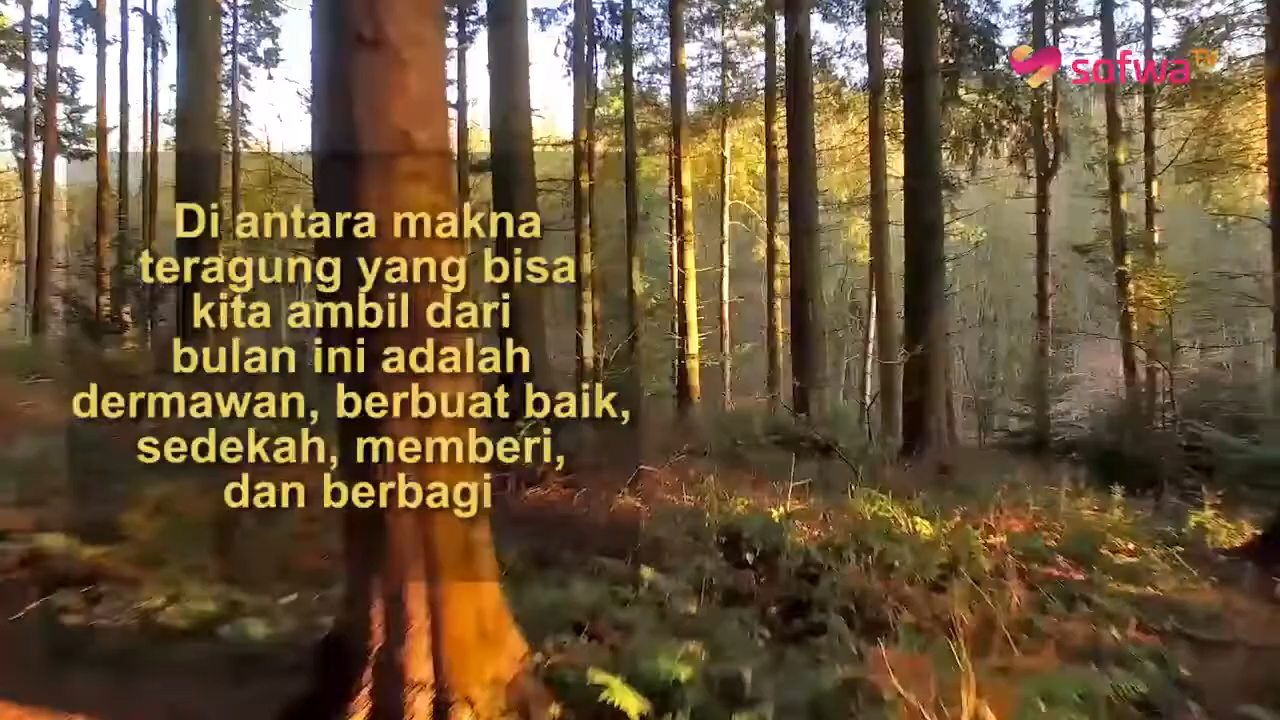 sofwa TV
Di antara makna
teragung yang bisa
kita ambil dari
bulan ini adalah
dermawan, berbuat baik,
sedekah, memberi,
dan berbagi